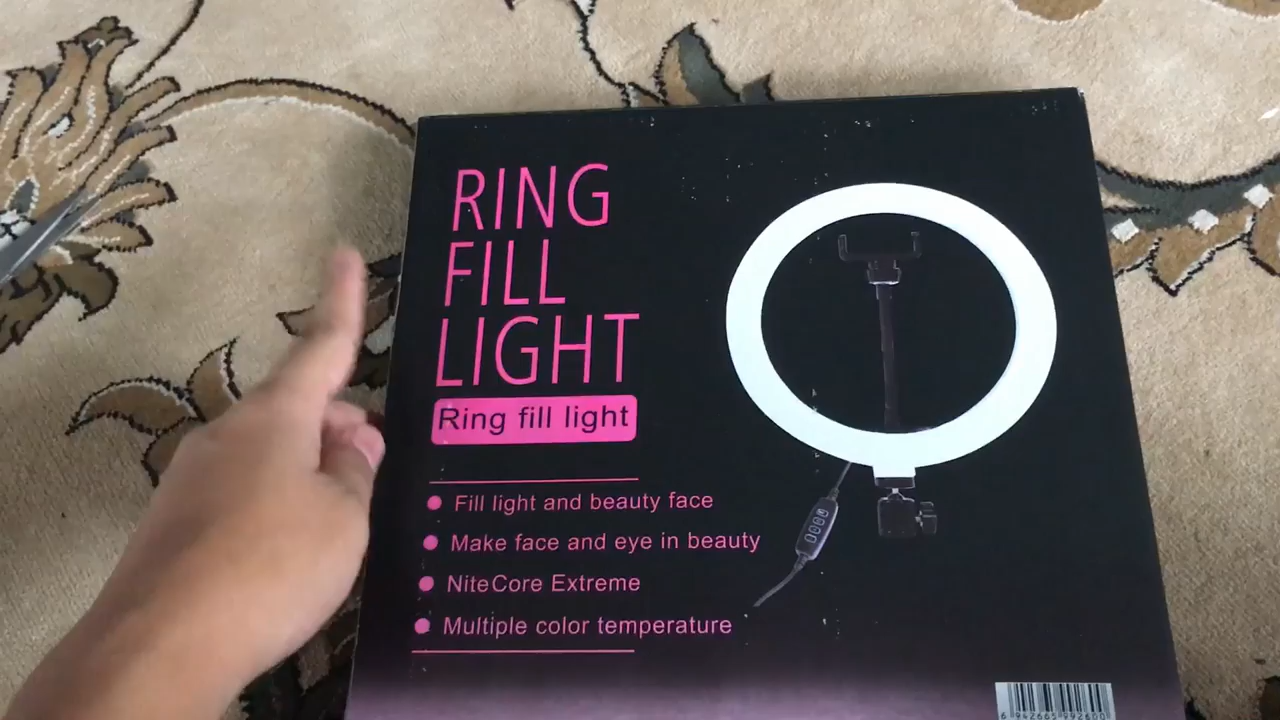 RING
FILL
LIGHT
Ring fill light
Fill light and beauty face
Make face and eye in beauty
NiteCore Extreme
Multiple color temperature